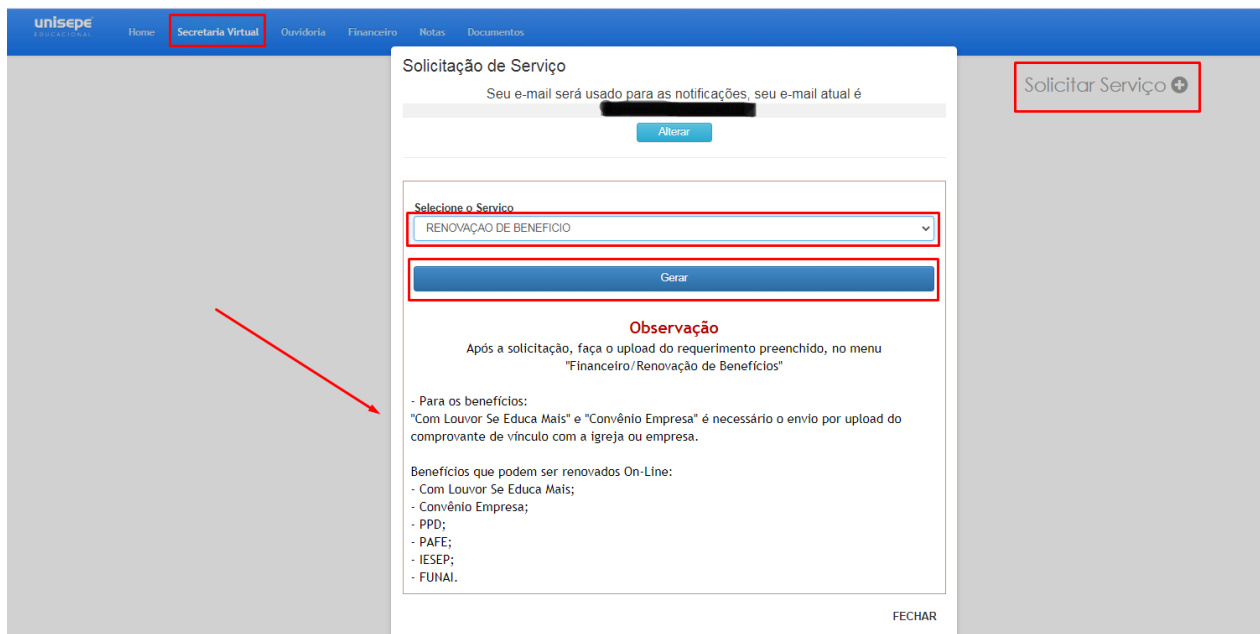 unisepe
EDUCACIONAL
Home Secretaria Virtual Ouvidoria Financeiro Notas Documentos
Solicitação de Serviço
Solicitar Serviço
Seu e-mail será usado para as notificações, seu e-mail atual é
Alterar
Selecione o Serviço
RENOVAÇAO DE BENEFICIO
Gerar
Observação
Após a solicitação, faça o upload do requerimento preenchido, no menu
"Financeiro/Renovação de Benefícios"
- Para os benefícios:
"Com Louvor Se Educa Mais" e "Convênio Empresa" é necessário o envio por upload do
comprovante de vínculo com a igreja ou empresa.
Benefícios que podem ser renovados On-Line:
- Com Louvor Se Educa Mais;
- Convênio Empresa;
- PPD;
- PAFE;
- IESEP;
- FUNAI.
FECHAR